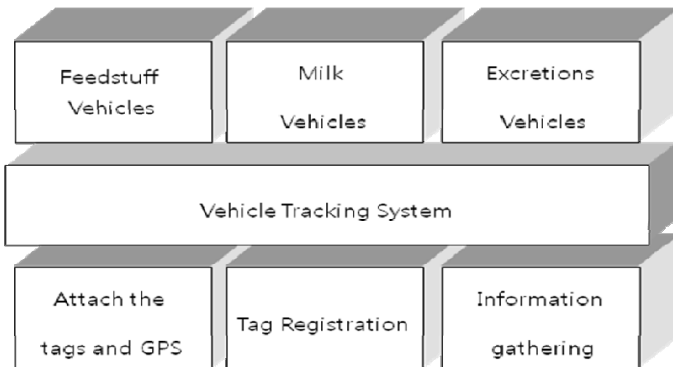 Feedstuff
Vehicles
Milk
Vehicles
Excretions
Vehicles
Vehicle Tracking System
Attach the
tags and GPS
Tag Registration
Information
gathering